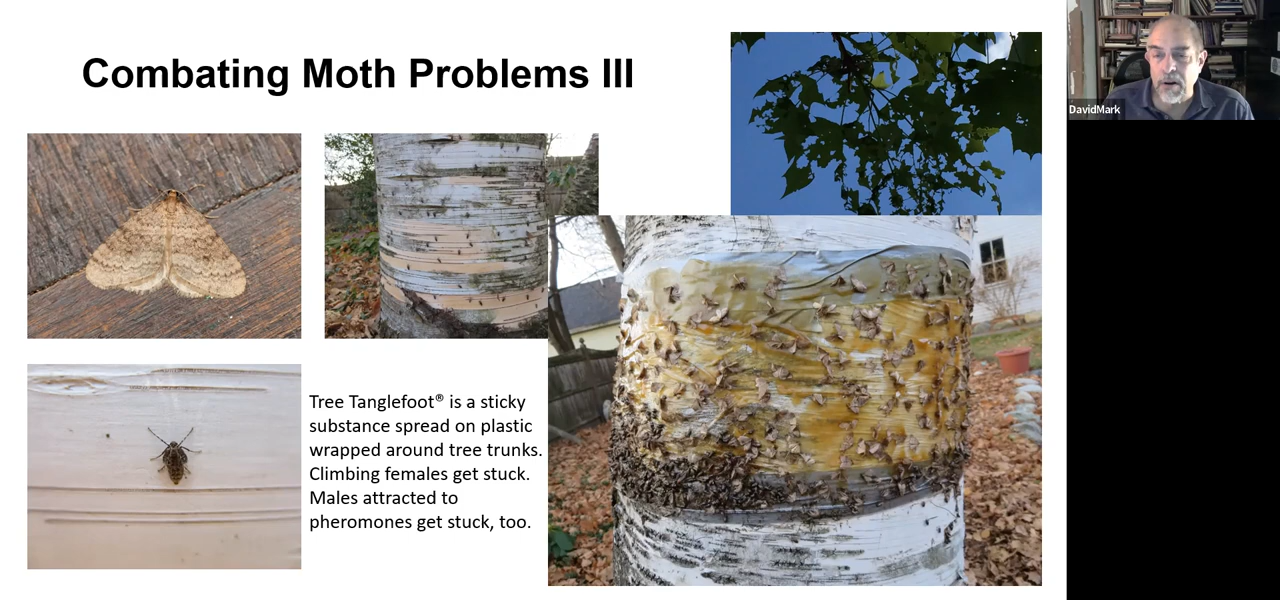 Combating Moth Problems III
DavidMark
Tree Tanglefoot® is a sticky
substance spread on plastic
wrapped around tree trunks.
Climbing females get stuck.
Males attracted to
pheromones get stuck, too.